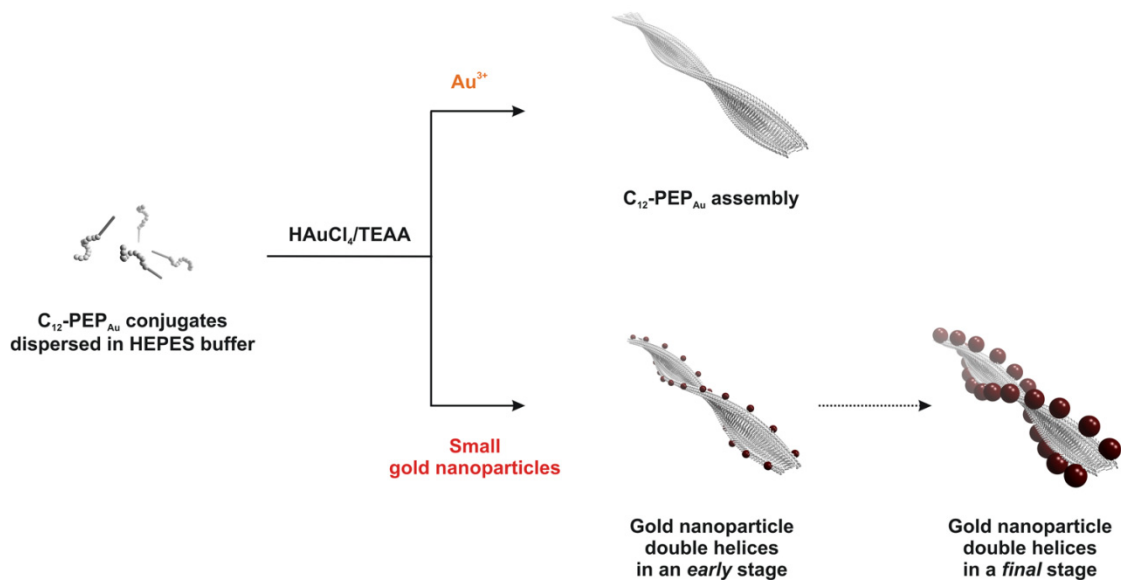 Au³⁺
C₁₂-PEP_Au assembly
HAuCl₄/TEAA
C₁₂-PEP_Au conjugates
dispersed in HEPES buffer
Small
gold nanoparticles
Gold nanoparticle
double helices
in an early stage
Gold nanoparticle
double helices
in a final stage